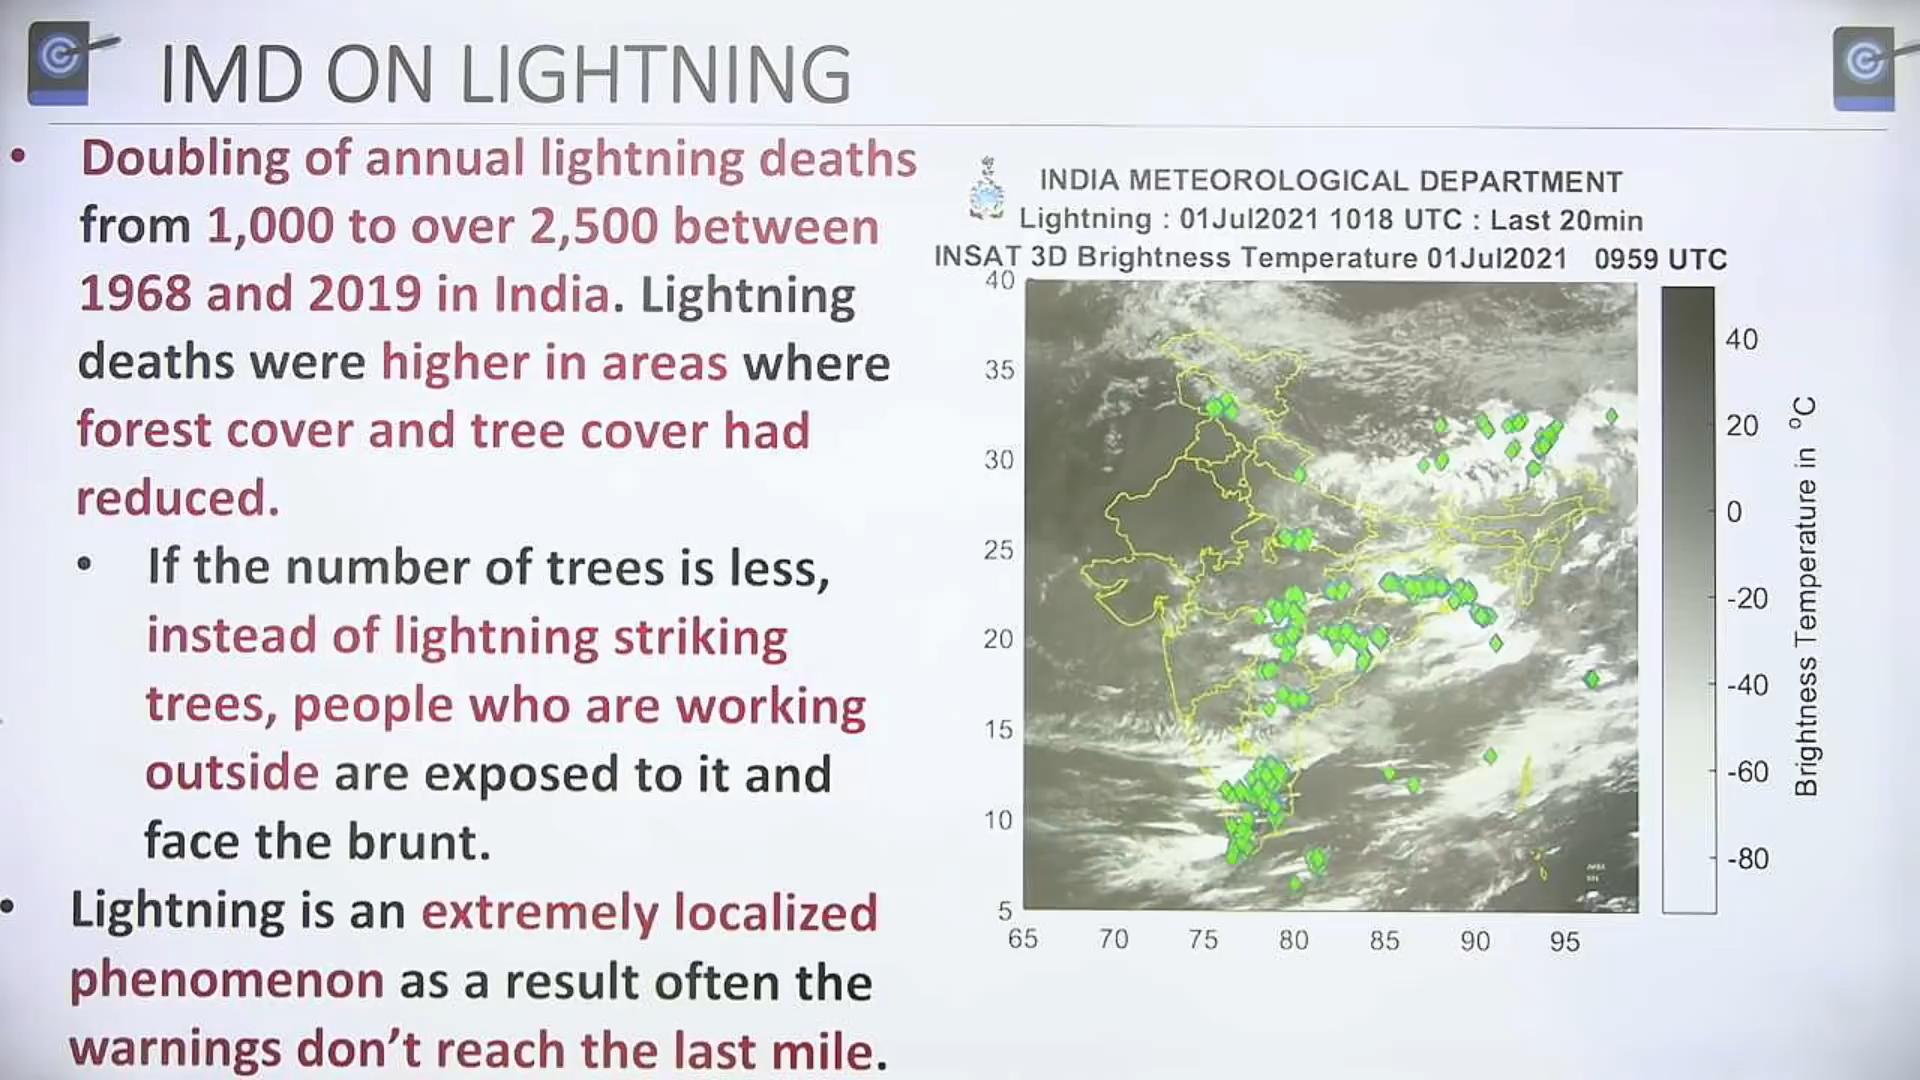 IMD ON LIGHTNING
• Doubling of annual lightning deaths
from 1,000 to over 2,500 between
1968 and 2019 in India. Lightning
deaths were higher in areas where
forest cover and tree cover had
reduced.
• If the number of trees is less,
instead of lightning striking
trees, people who are working
outside are exposed to it and
face the brunt.
• Lightning is an extremely localized
phenomenon as a result often the
warnings don't reach the last mile.
INDIA METEOROLOGICAL DEPARTMENT
Lightning : 01Jul2021 1018 UTC : Last 20min
INSAT 3D Brightness Temperature 01Jul2021 0959 UTC
40
35
30
25
20
15
10
5
65 70 75 80 85 90 95
40
20
0
-20
-40
-60
-80
Brightness Temperature in °C